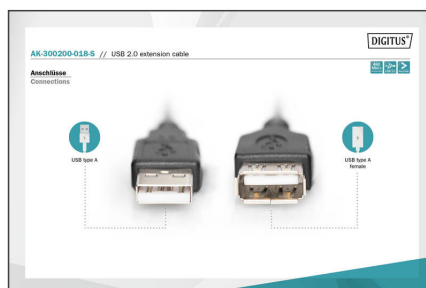 DIGITUS®
AK-300200-018-S // USB 2.0 extension cable
Anschlüsse
Connections
USB type A
USB type A
female